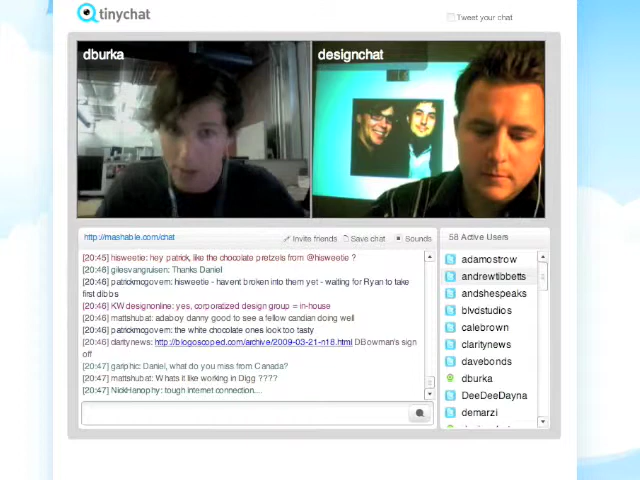 tinychat
Tweet your chat
dburka
designchat
http://mashable.com/chat
Invite friends
Save chat
Sounds
[20:45] hisweetie: hey patrick, like the chocolate pretzels from @hisweetie ?
[20:46] gilesvangruisen: Thanks Daniel
[20:46] patrickmcgovern: hisweetie - havent broken into them yet - waiting for Ryan to take
first dibbs
[20:46] KW designonline: yes, corporatized design group = in-house
[20:46] mattshubat: adaboy danny good to see a fellow candian doing well
[20:46] patrickmcgovern: the white chocolate ones look too tasty
[20:46] claritynews: http://blogoscoped.com/archive/2009-03-21-n18.html DBowman's sign
off
[20:47] gariphic: Daniel, what do you miss from Canada?
[20:47] mattshubat: Whats it like working in Digg ????
[20:47] NickHanophy: tough internet connection....
58 Active Users
adamostrow
andrewtibbetts
andshespeaks
blvdstudios
calebrown
claritynews
davebonds
dburka
DeeDeeDayna
demarzi